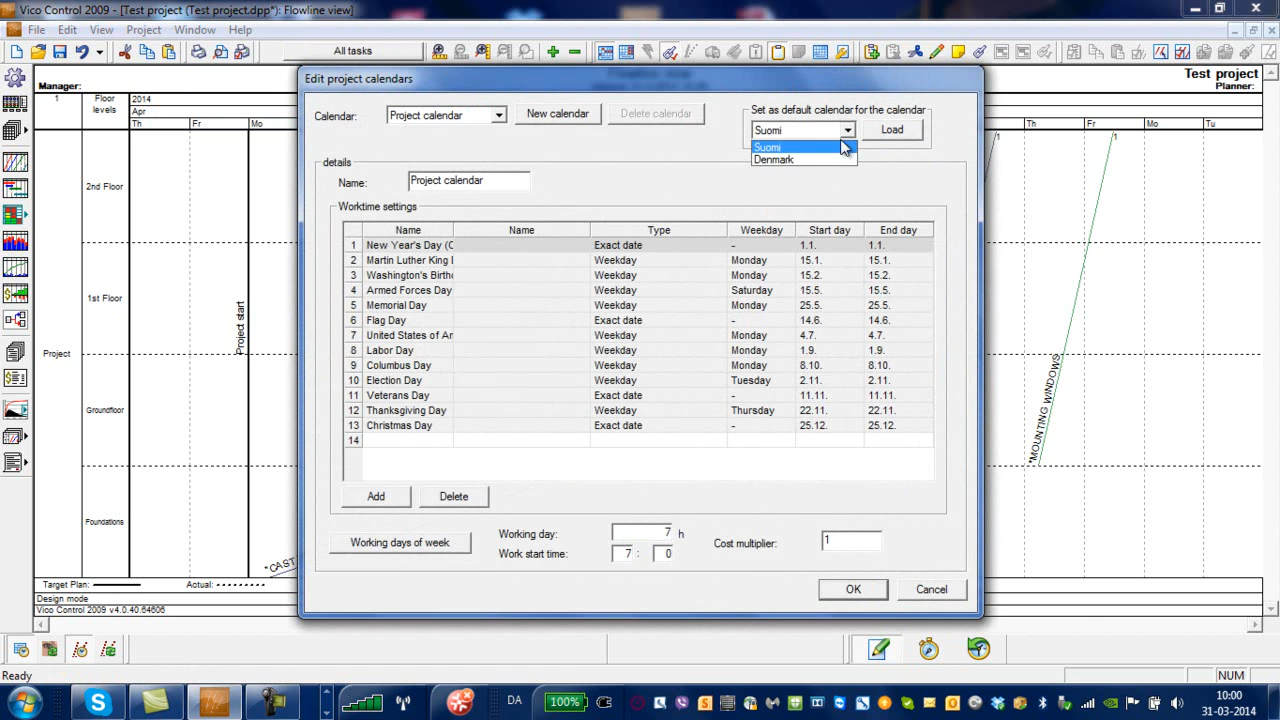 Vico Control 2009 - [Test project (Test project.dpp*): Flowline view]
File Edit View Project Window Help
All tasks
Manager:
Test project
Planner:
1 Floor levels 2014
Apr
Th Fr Mo
Th Fr Mo Tu
2nd Floor
1st Floor
Project
Groundfloor
Foundations
Project start
*CAST
*MOUNTING WINDOWS
1
1
Edit project calendars
Calendar: Project calendar New calendar Delete calendar
Set as default calendar for the calendar
Suomi Load
Suomi
Denmark
details
Name: Project calendar
Worktime settings
Name Name Type Weekday Start day End day
1 New Year's Day (C Exact date - 1.1. 1.1.
2 Martin Luther King Weekday Monday 15.1. 15.1.
3 Washington's Birth Weekday Monday 15.2. 15.2.
4 Armed Forces Day Weekday Saturday 15.5. 15.5.
5 Memorial Day Weekday Monday 25.5. 25.5.
6 Flag Day Exact date - 14.6. 14.6.
7 United States of Ar Weekday Monday 4.7. 4.7.
8 Labor Day Weekday Monday 1.9. 1.9.
9 Columbus Day Weekday Monday 8.10. 8.10.
10 Election Day Weekday Tuesday 2.11. 2.11.
11 Veterans Day Exact date - 11.11. 11.11.
12 Thanksgiving Day Weekday Thursday 22.11. 22.11.
13 Christmas Day Exact date - 25.12. 25.12.
14
Add Delete
Working days of week
Working day: 7 h
Work start time: 7 : 0
Cost multiplier: 1
OK Cancel
Target Plan: Actual:
Design mode
Vico Control 2009 v4.0.40.64606
Ready
NUM
DA
100%
10:00
31-03-2014